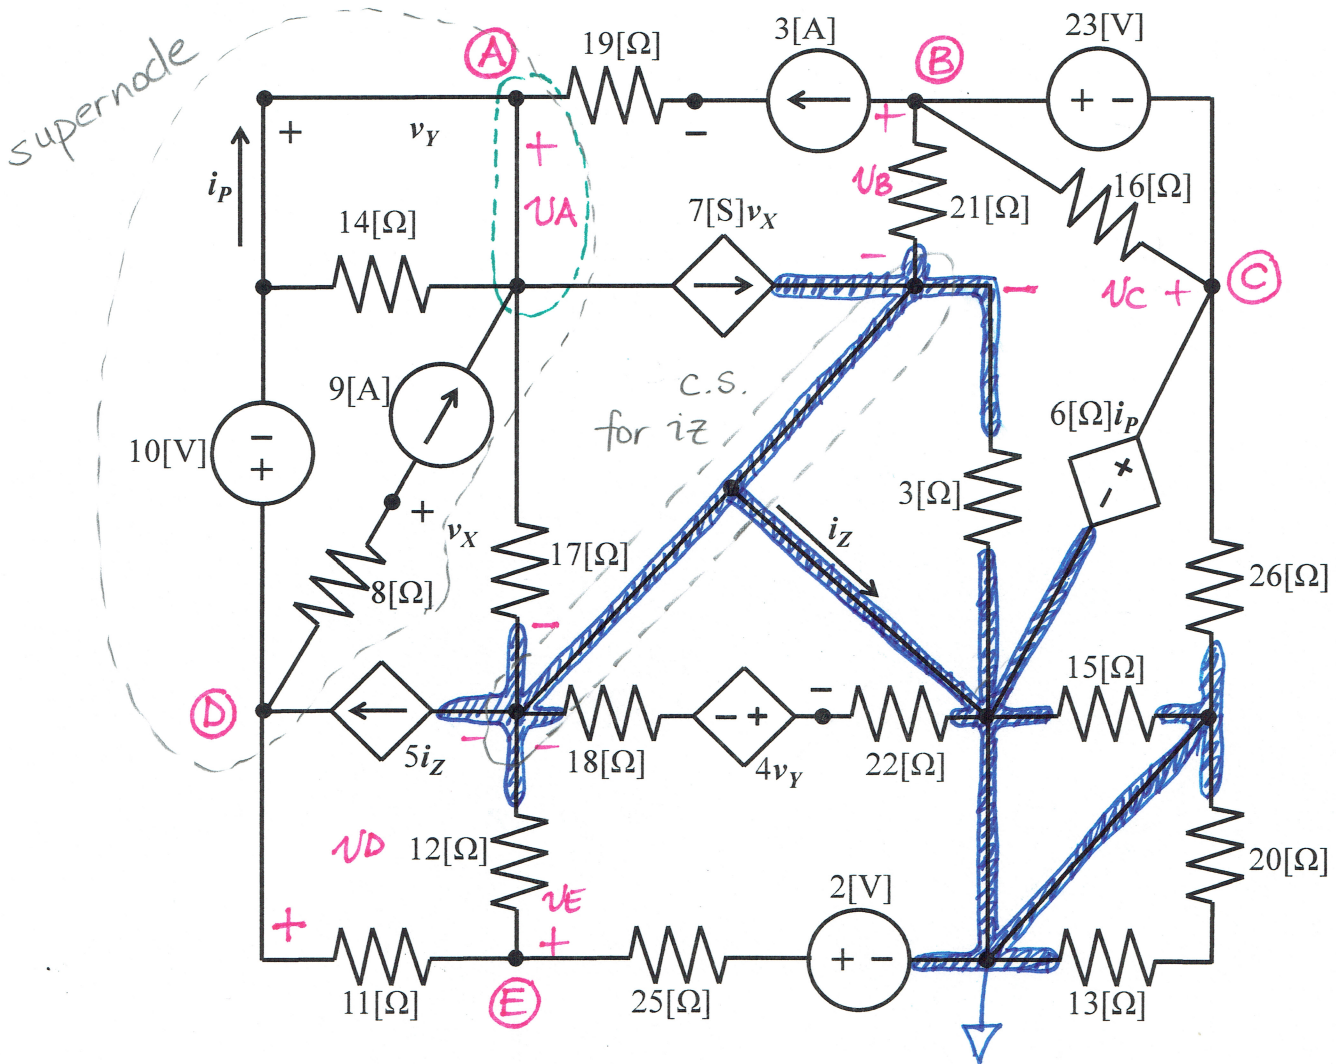 supernode
A
19[Ω]
3[A]
B
23[V]
+
vY
−
+
+ −
iP
+
vA
vB
16[Ω]
14[Ω]
7[S]vX
21[Ω]
−
−
vC +
C
9[A]
c.s.
for iZ
6[Ω]iP
10[V]
−
+
+
−
3[Ω]
iZ
+
vX
17[Ω]
8[Ω]
26[Ω]
−
15[Ω]
D
−
−
− +
−
5iZ
18[Ω]
4vY
22[Ω]
vD
12[Ω]
20[Ω]
2[V]
vE
+
+
+ −
11[Ω]
E
25[Ω]
13[Ω]